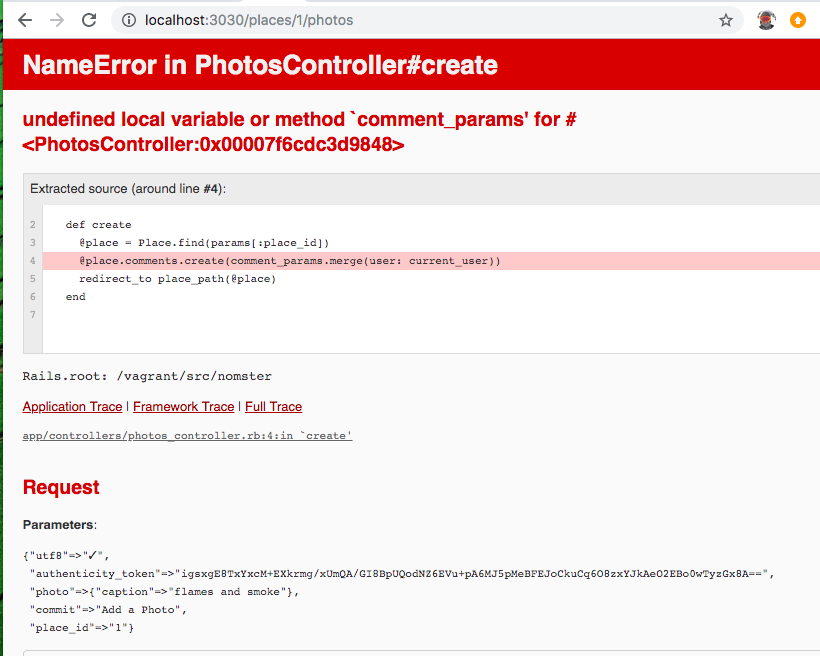 localhost:3030/places/1/photos
NameError in PhotosController#create
undefined local variable or method `comment_params' for #
<PhotosController:0x00007f6cdc3d9848>
Extracted source (around line #4):
2 def create
3 @place = Place.find(params[:place_id])
4 @place.comments.create(comment_params.merge(user: current_user))
5 redirect_to place_path(@place)
6 end
7
Rails.root: /vagrant/src/nomster
Application Trace | Framework Trace | Full Trace
app/controllers/photos_controller.rb:4:in `create'
Request
Parameters:
{"utf8"=>"✓",
"authenticity_token"=>"igsxgE8TxYxcM+EXkrmg/xUmQA/GI8BpUQodNZ6EVu+pA6MJ5pMeBFEJoCkuCq6O8zxYJkAeO2EBo0wTyzGx8A==",
"photo"=>{"caption"=>"flames and smoke"},
"commit"=>"Add a Photo",
"place_id"=>"1"}